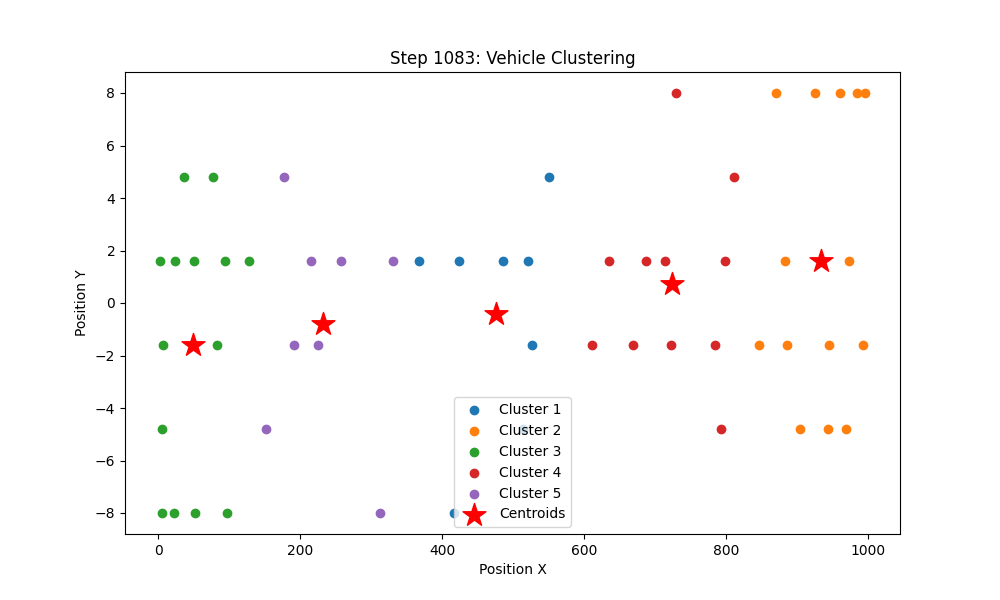 Step 1083: Vehicle Clustering
8
6
4
2
0
−2
−4
−6
−8
Position Y
Cluster 1
Cluster 2
Cluster 3
Cluster 4
Cluster 5
Centroids
0 200 400 600 800 1000
Position X